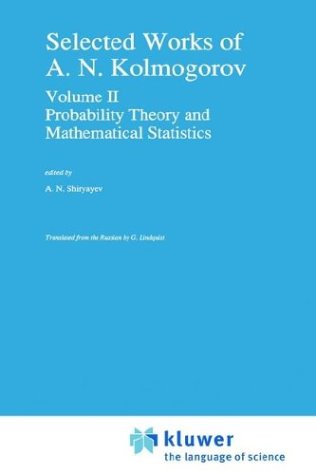 Selected Works of
A. N. Kolmogorov
Volume II
Probability Theory and
Mathematical Statistics
edited by
A. N. Shiryayev
Translated from the Russian by G. Lindquist
kluwer
the language of science